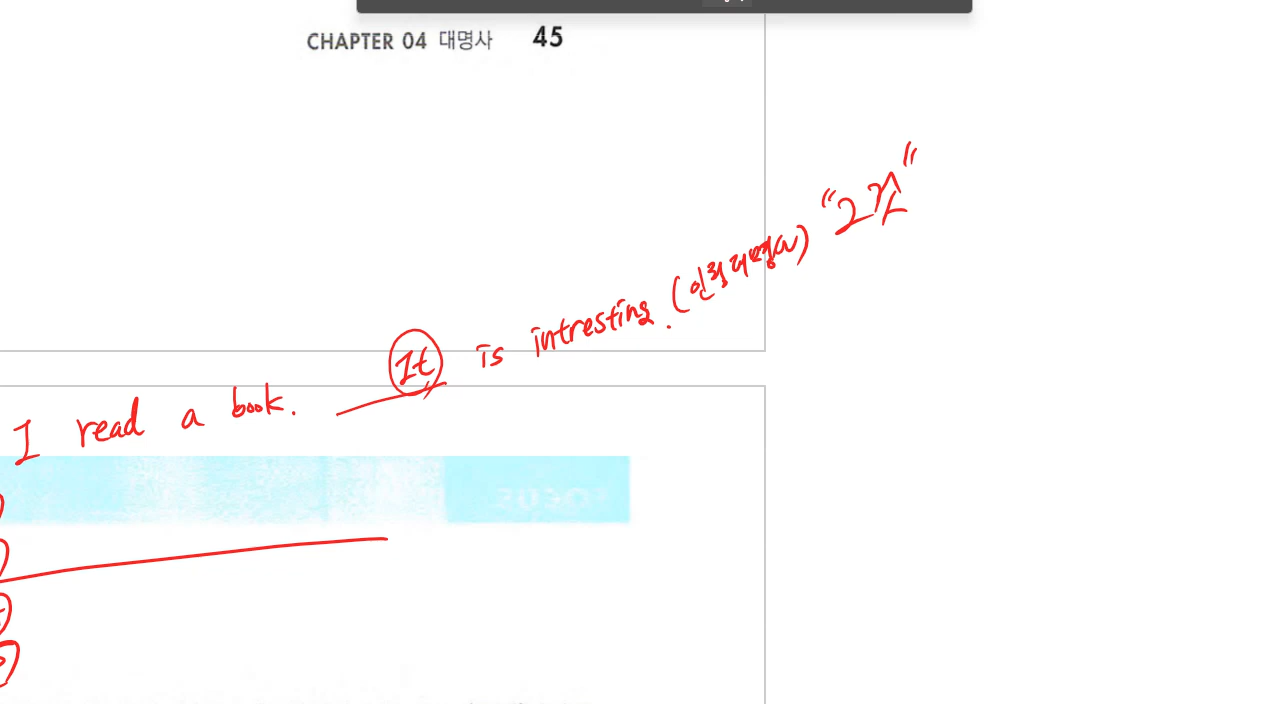 CHAPTER 04 대명사 45
I read a book. It is intresting. (인칭대명사) "그것"